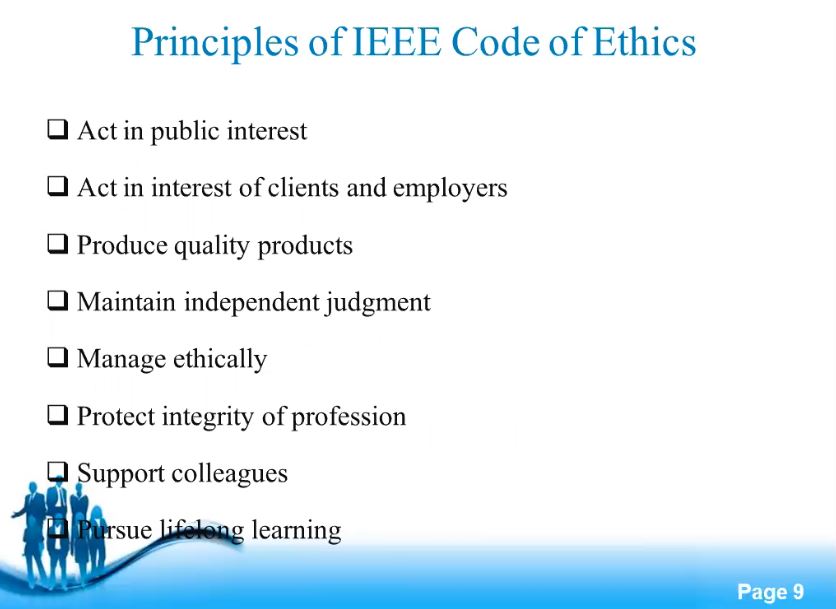 Principles of IEEE Code of Ethics
❑ Act in public interest
❑ Act in interest of clients and employers
❑ Produce quality products
❑ Maintain independent judgment
❑ Manage ethically
❑ Protect integrity of profession
❑ Support colleagues
❑ Pursue lifelong learning
Page 9